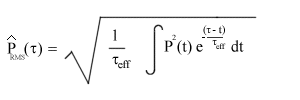 P̂_RMS(τ) = √( 1/τ_eff ∫ P²(t) e^(-(τ - t)/τ_eff) dt )